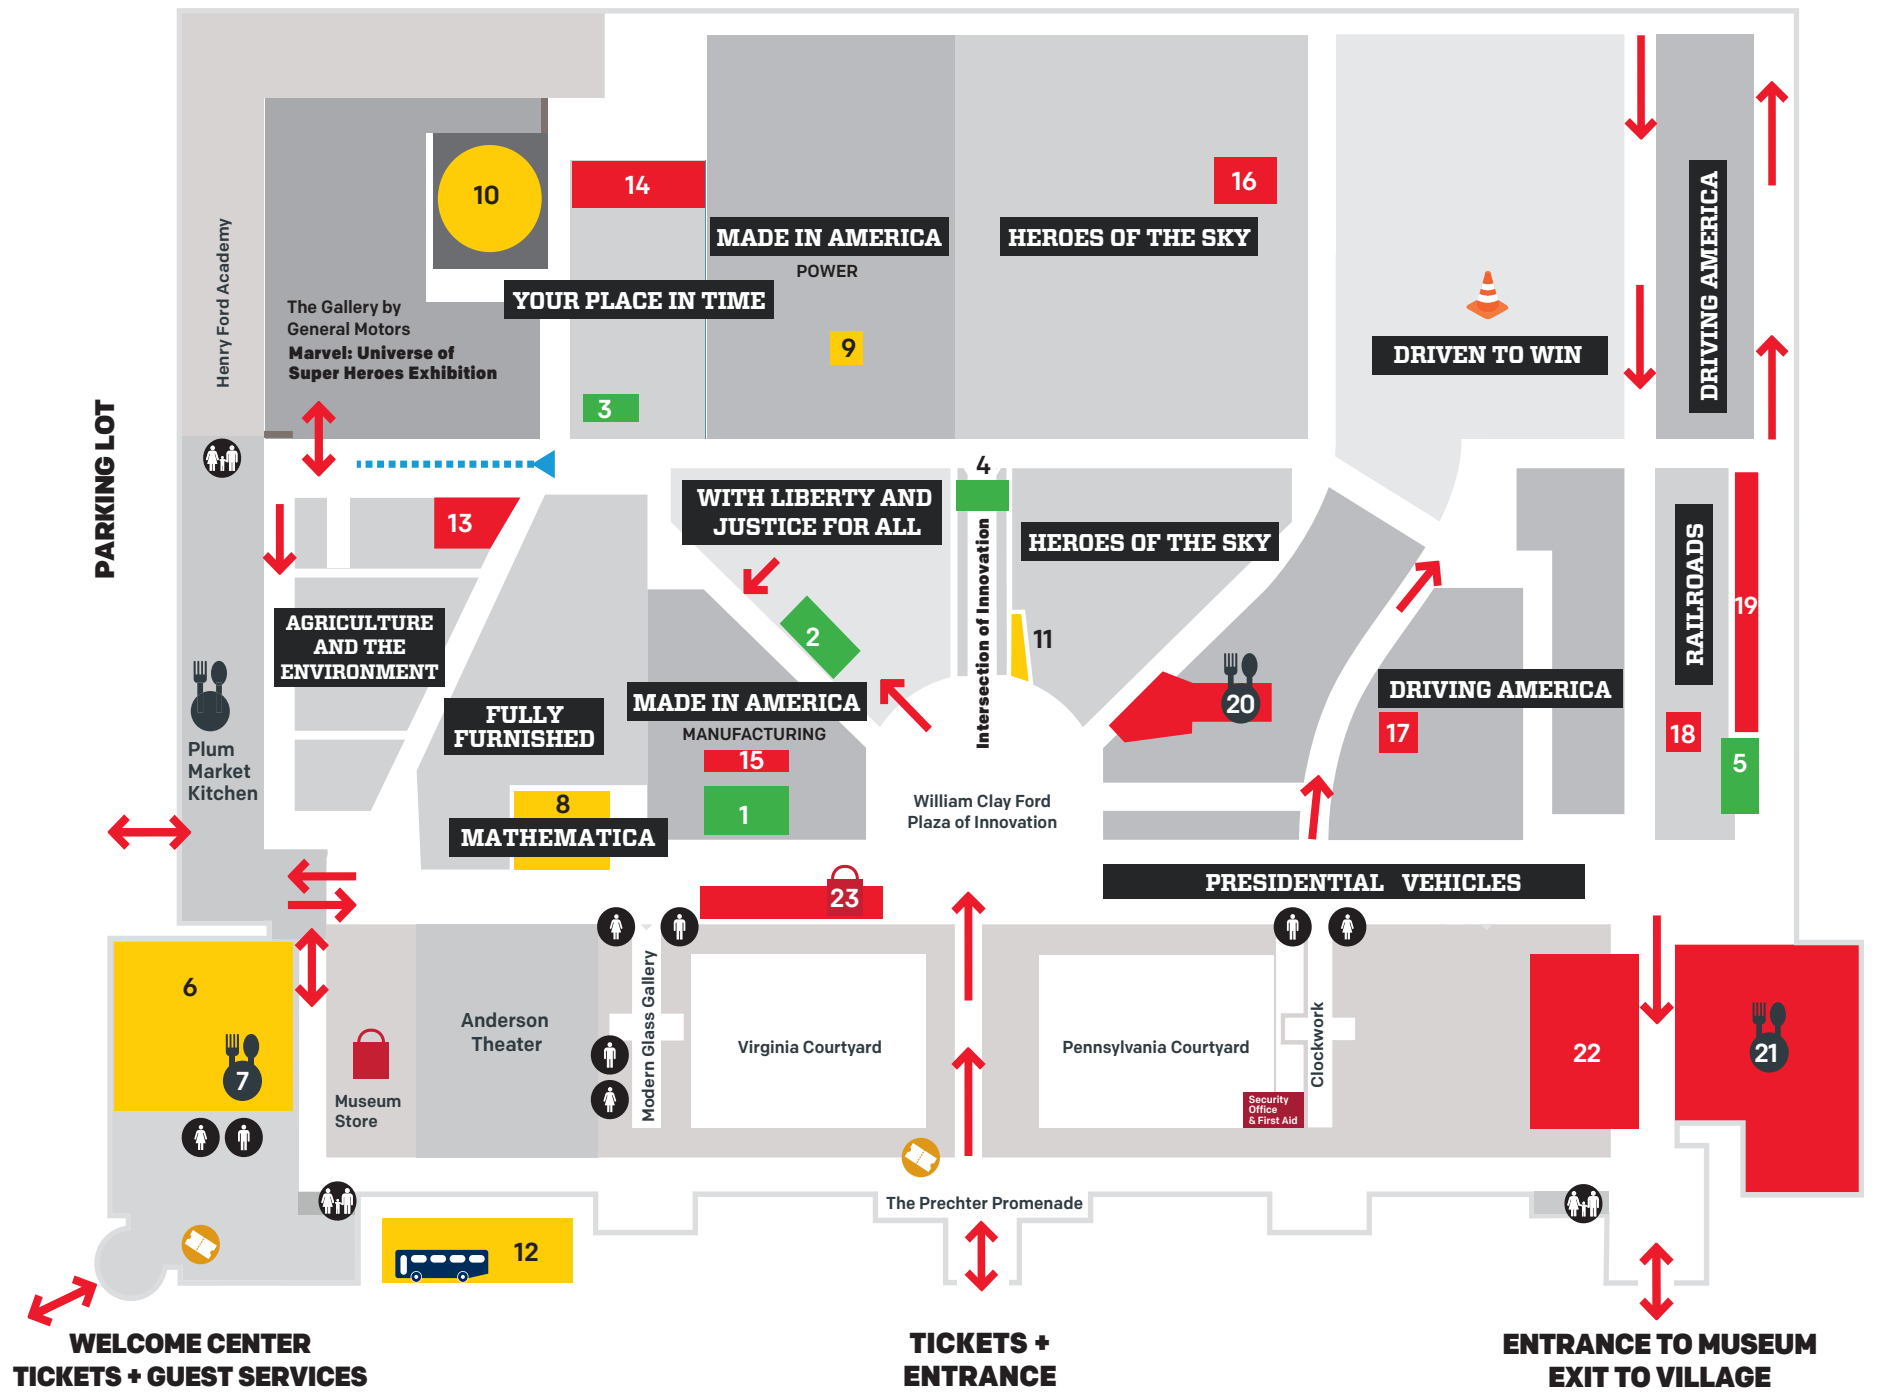 10
14
16
Henry Ford Academy
MADE IN AMERICA
POWER
HEROES OF THE SKY
DRIVING AMERICA
YOUR PLACE IN TIME
The Gallery by
General Motors
Marvel: Universe of
Super Heroes Exhibition
9
DRIVEN TO WIN
3
PARKING LOT
4
13
WITH LIBERTY AND
JUSTICE FOR ALL
Intersection of Innovation
HEROES OF THE SKY
RAILROADS
19
AGRICULTURE
AND THE
ENVIRONMENT
2
11
FULLY
FURNISHED
MADE IN AMERICA
MANUFACTURING
15
1
20
DRIVING AMERICA
17
18
5
Plum
Market
Kitchen
8
MATHEMATICA
William Clay Ford
Plaza of Innovation
23
PRESIDENTIAL VEHICLES
6
7
Museum
Store
Anderson
Theater
Modern Glass Gallery
Virginia Courtyard
Pennsylvania Courtyard
Clockwork
Security
Office
& First Aid
22
21
The Prechter Promenade
12
WELCOME CENTER
TICKETS + GUEST SERVICES
TICKETS +
ENTRANCE
ENTRANCE TO MUSEUM
EXIT TO VILLAGE